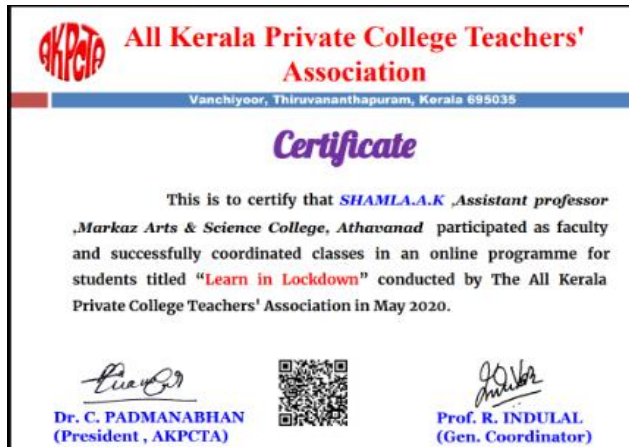 AKPCTA
All Kerala Private College Teachers'
Association
Vanchiyoor, Thiruvananthapuram, Kerala 695035
Certificate
This is to certify that SHAMLA.A.K ,Assistant professor
,Markaz Arts & Science College, Athavanad participated as faculty
and successfully coordinated classes in an online programme for
students titled “Learn in Lockdown” conducted by The All Kerala
Private College Teachers' Association in May 2020.
Dr. C. PADMANABHAN
(President , AKPCTA)
Prof. R. INDULAL
(Gen. Coordinator)